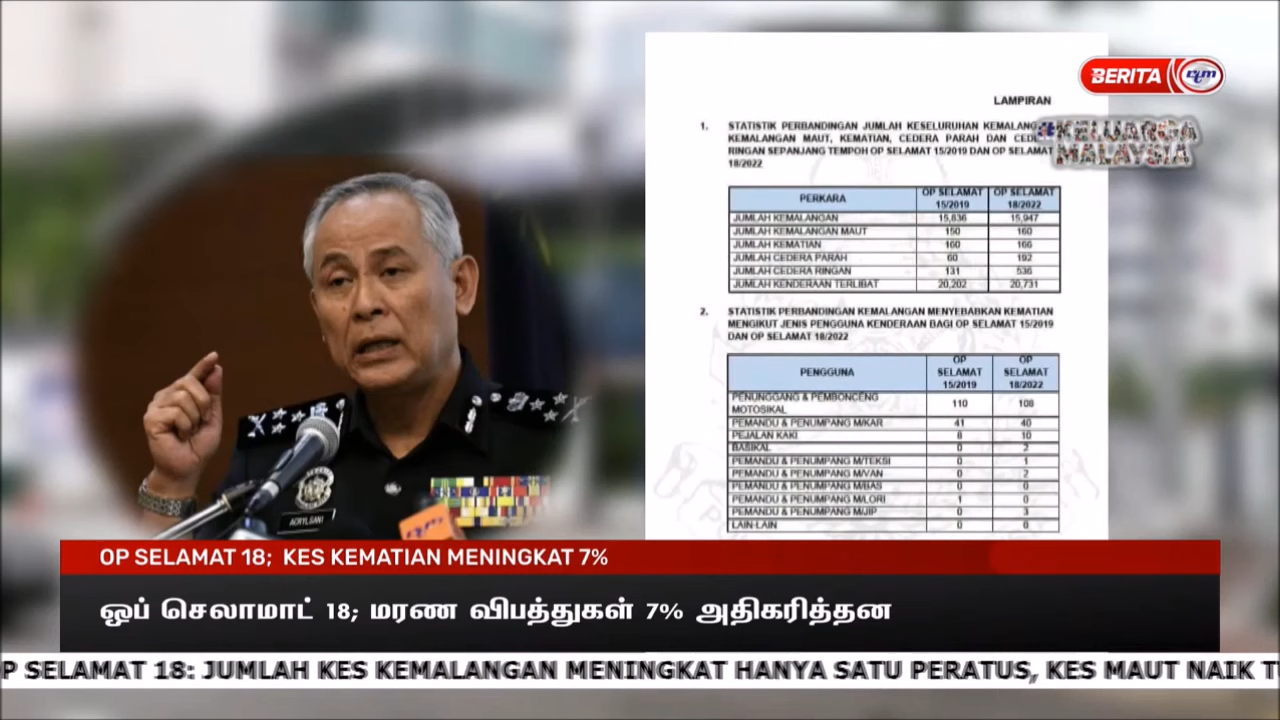 BERITA rtm
LAMPIRAN
#KELUARGA
MALAYSIA
1. STATISTIK PERBANDINGAN JUMLAH KESELURUHAN
KEMALANGAN MAUT, KEMATIAN, CEDERA PARAH DAN
RINGAN SEPANJANG TEMPOH OP SELAMAT 15/2019 DAN OP SELAMAT
18/2022
PERKARA OP SELAMAT 15/2019 OP SELAMAT 18/2022
JUMLAH KEMALANGAN 15,836 15,947
JUMLAH KEMALANGAN MAUT 150 160
JUMLAH KEMATIAN 160 166
JUMLAH CEDERA PARAH 60 192
JUMLAH CEDERA RINGAN 131 536
JUMLAH KENDERAAN TERLIBAT 20,202 20,731
2. STATISTIK PERBANDINGAN KEMALANGAN MENYEBABKAN KEMATIAN
MENGIKUT JENIS PENGGUNA KENDERAAN BAGI OP SELAMAT 15/2019
DAN OP SELAMAT 18/2022
PENGGUNA OP SELAMAT 15/2019 OP SELAMAT 18/2022
PENUNGGANG & PEMBONCENG
MOTOSIKAL 110 108
PEMANDU & PENUMPANG M/KAR 41 40
PEJALAN KAKI 8 10
BASIKAL 0 2
PEMANDU & PENUMPANG M/TEKSI 0 1
PEMANDU & PENUMPANG M/VAN 0 2
PEMANDU & PENUMPANG M/BAS 0 0
PEMANDU & PENUMPANG M/LORI 1 0
PEMANDU & PENUMPANG M/JIP 0 3
LAIN-LAIN 0 0
ACRYLSANI
rtm
OP SELAMAT 18; KES KEMATIAN MENINGKAT 7%
ஓப் செலாமாட் 18; மரண விபத்துகள் 7% அதிகரித்தன
OP SELAMAT 18: JUMLAH KES KEMALANGAN MENINGKAT HANYA SATU PERATUS, KES MAUT NAIK